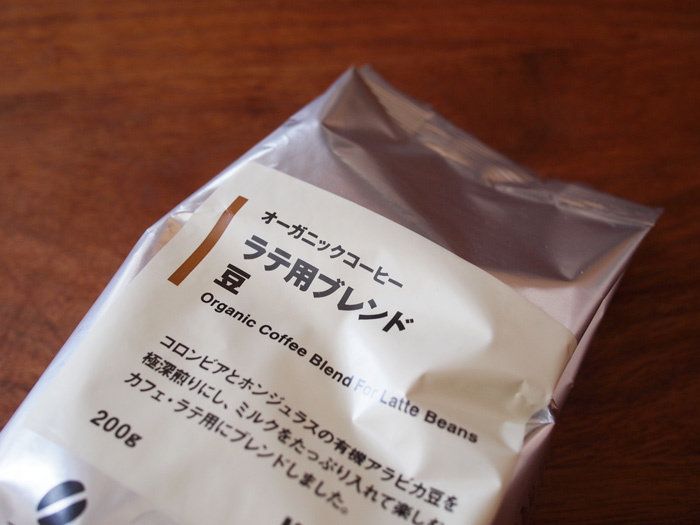 オーガニックコーヒー
ラテ用ブレンド
豆
Organic Coffee Blend For Latte Beans
コロンビアとホンジュラスの有機アラビカ豆を
極深煎りにし、ミルクをたっぷり入れて楽しむ
カフェ・ラテ用にブレンドしました。
200g